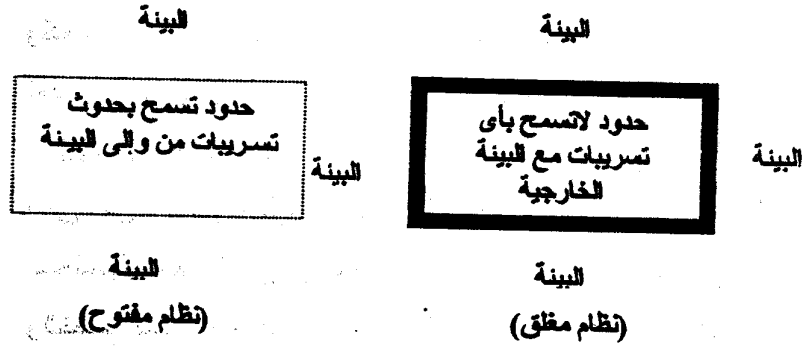 البيئة
حدود لاتسمح بأى
تسريبات مع البيئة
الخارجية
البيئة
البيئة
(نظام مغلق)
البيئة
حدود تسمح بحدوث
تسريبات من وإلى البيئة
البيئة
البيئة
(نظام مفتوح)